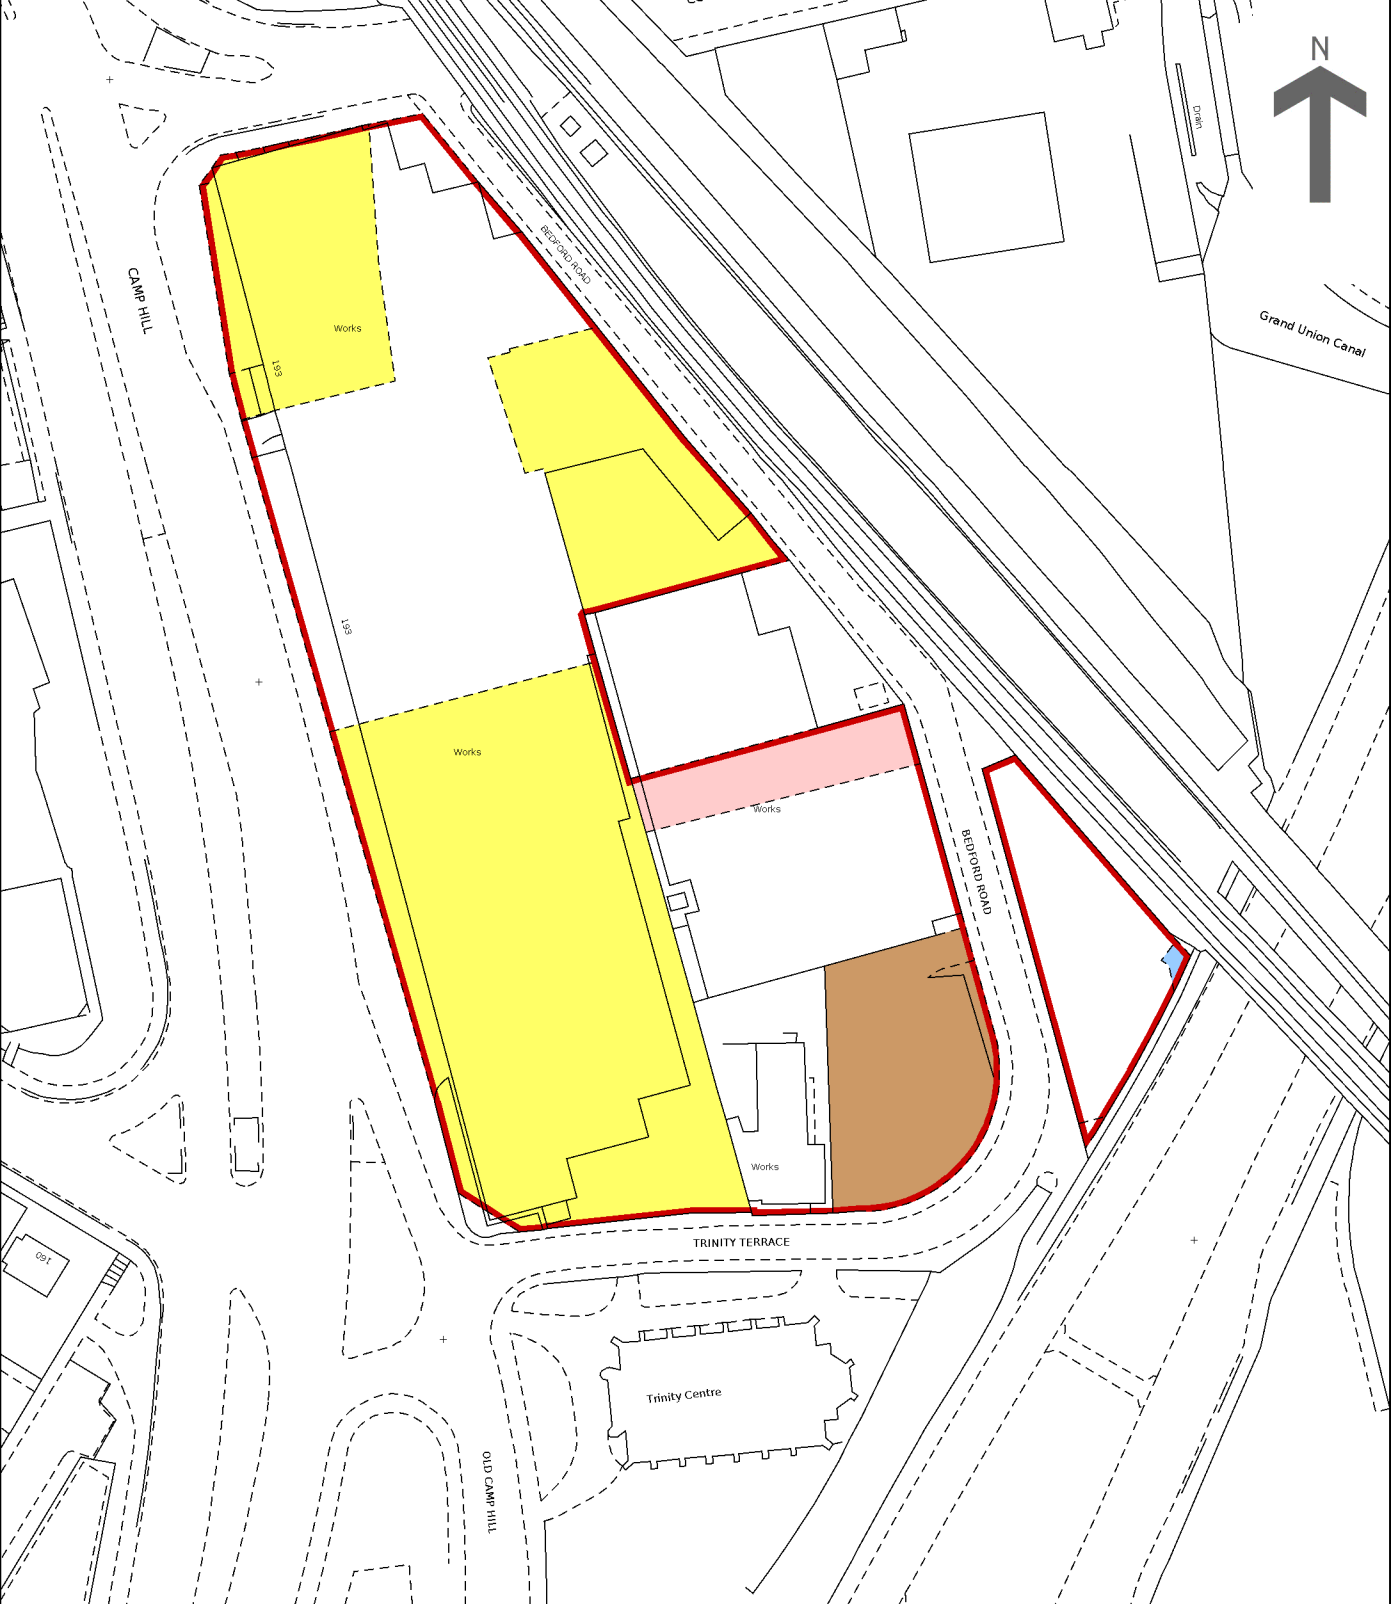 N
Drain
BEDFORD ROAD
CAMP HILL
Grand Union Canal
Works
193
193
Works
Works
BEDFORD ROAD
Works
TRINITY TERRACE
160
Trinity Centre
OLD CAMP HILL